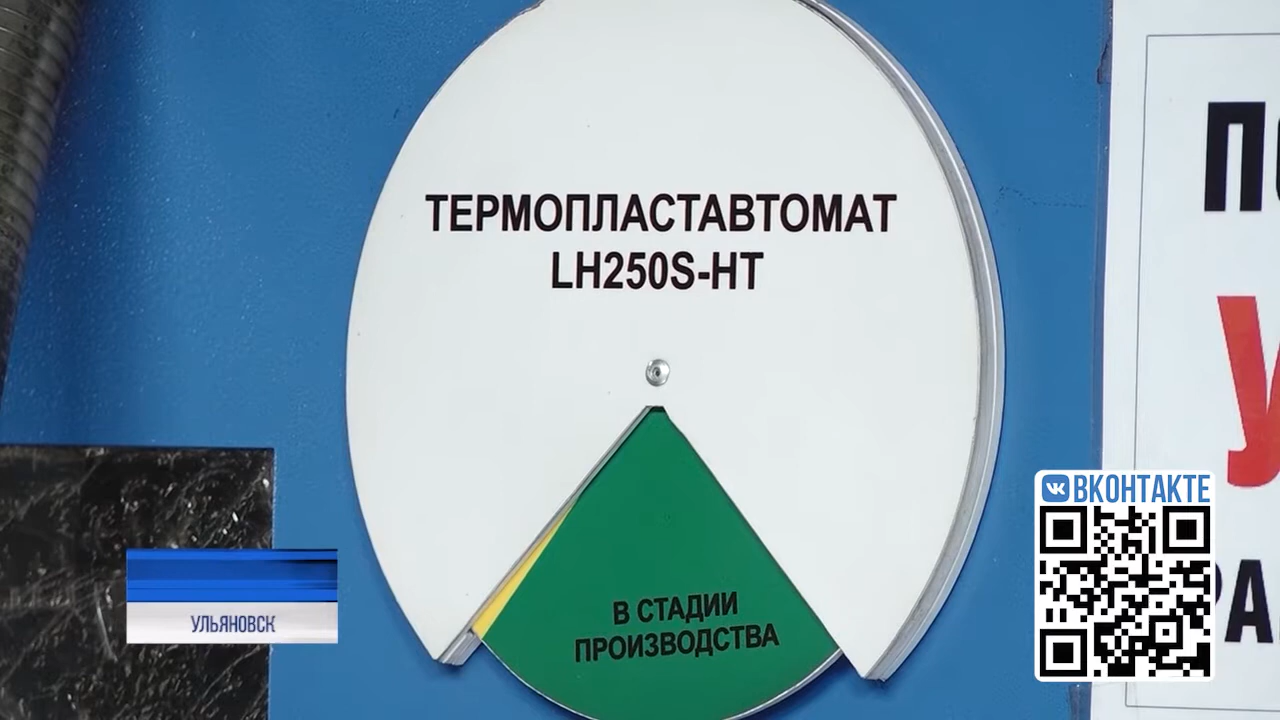 ТЕРМОПЛАСТАВТОМАТ
LH250S-HT
В СТАДИИ
ПРОИЗВОДСТВА
УЛЬЯНОВСК
ВКОНТАКТЕ